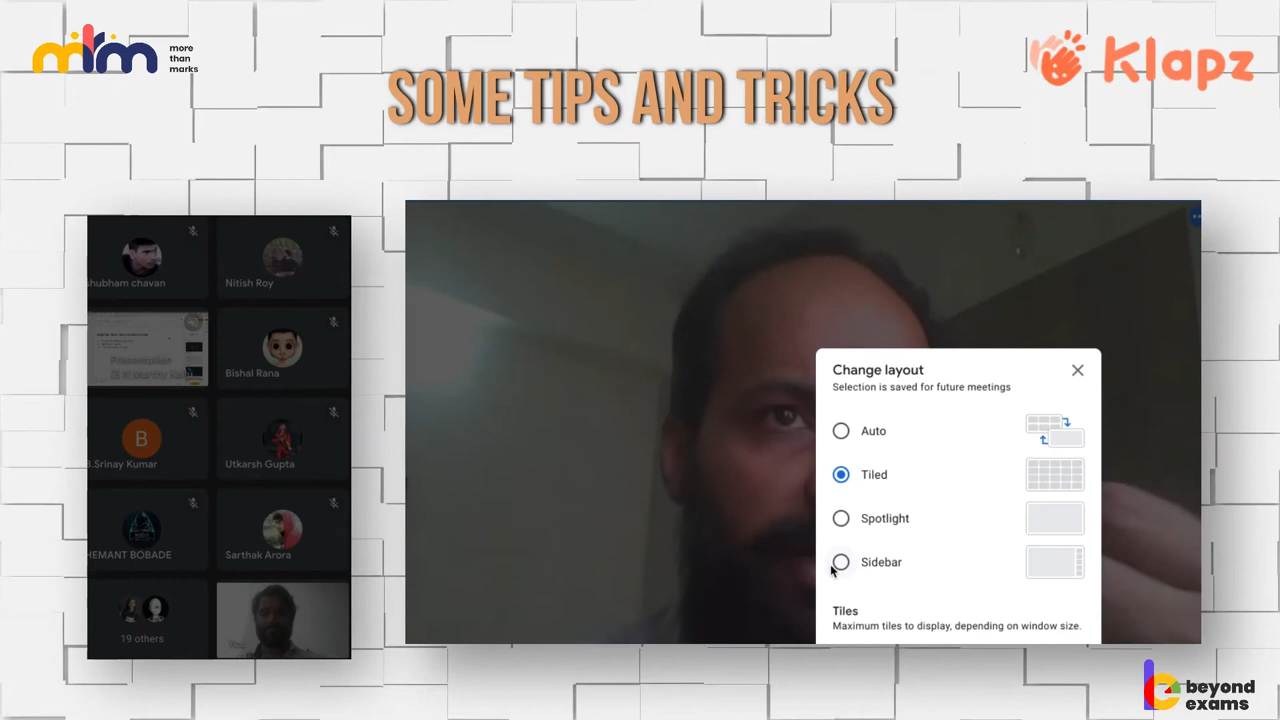 mtm
more
than
marks
Klapz
SOME TIPS AND TRICKS
shubham chavan
Nitish Roy
Presentation
Bishal Rana
B
B.Srinay Kumar
Utkarsh Gupta
HEMANT BOBADE
Sarthak Arora
19 others
Change layout
Selection is saved for future meetings
Auto
Tiled
Spotlight
Sidebar
Tiles
Maximum tiles to display, depending on window size.
beyond
exams